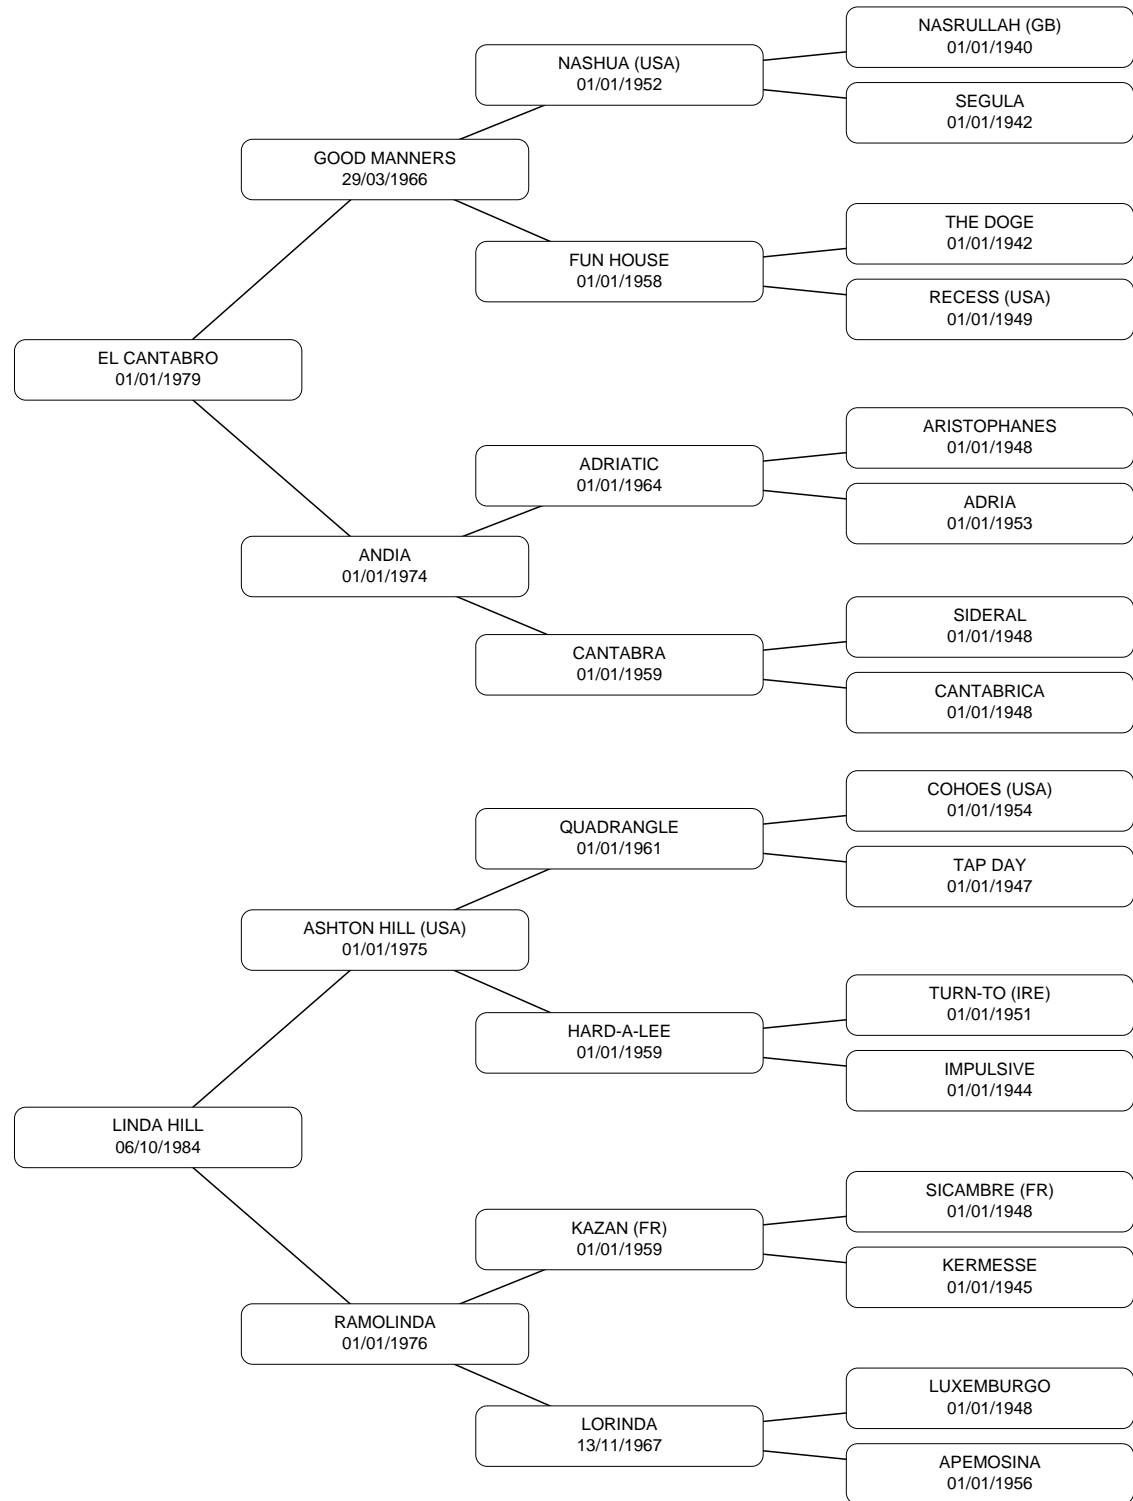 NASRULLAH (GB)
01/01/1940
NASHUA (USA)
01/01/1952
SEGULA
01/01/1942
GOOD MANNERS
29/03/1966
THE DOGE
01/01/1942
FUN HOUSE
01/01/1958
RECESS (USA)
01/01/1949
EL CANTABRO
01/01/1979
ARISTOPHANES
01/01/1948
ADRIATIC
01/01/1964
ADRIA
01/01/1953
ANDIA
01/01/1974
SIDERAL
01/01/1948
CANTABRA
01/01/1959
CANTABRICA
01/01/1948
COHOES (USA)
01/01/1954
QUADRANGLE
01/01/1961
TAP DAY
01/01/1947
ASHTON HILL (USA)
01/01/1975
TURN-TO (IRE)
01/01/1951
HARD-A-LEE
01/01/1959
IMPULSIVE
01/01/1944
LINDA HILL
06/10/1984
SICAMBRE (FR)
01/01/1948
KAZAN (FR)
01/01/1959
KERMESSE
01/01/1945
RAMOLINDA
01/01/1976
LUXEMBURGO
01/01/1948
LORINDA
13/11/1967
APEMOSINA
01/01/1956